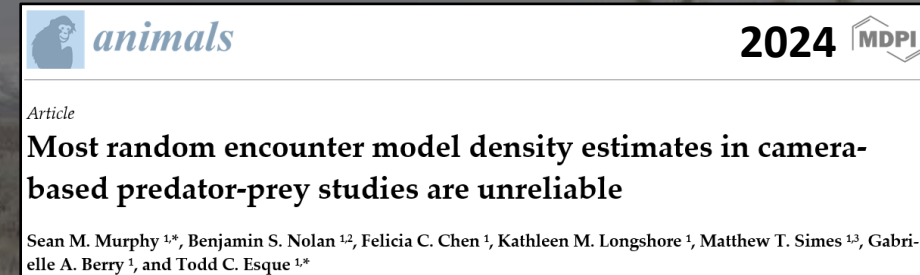 animals
2024 MDPI
Article
Most random encounter model density estimates in camera-
based predator-prey studies are unreliable
Sean M. Murphy 1,*, Benjamin S. Nolan 1,2, Felicia C. Chen 1, Kathleen M. Longshore 1, Matthew T. Simes 1,3, Gabri-
elle A. Berry 1, and Todd C. Esque 1,*